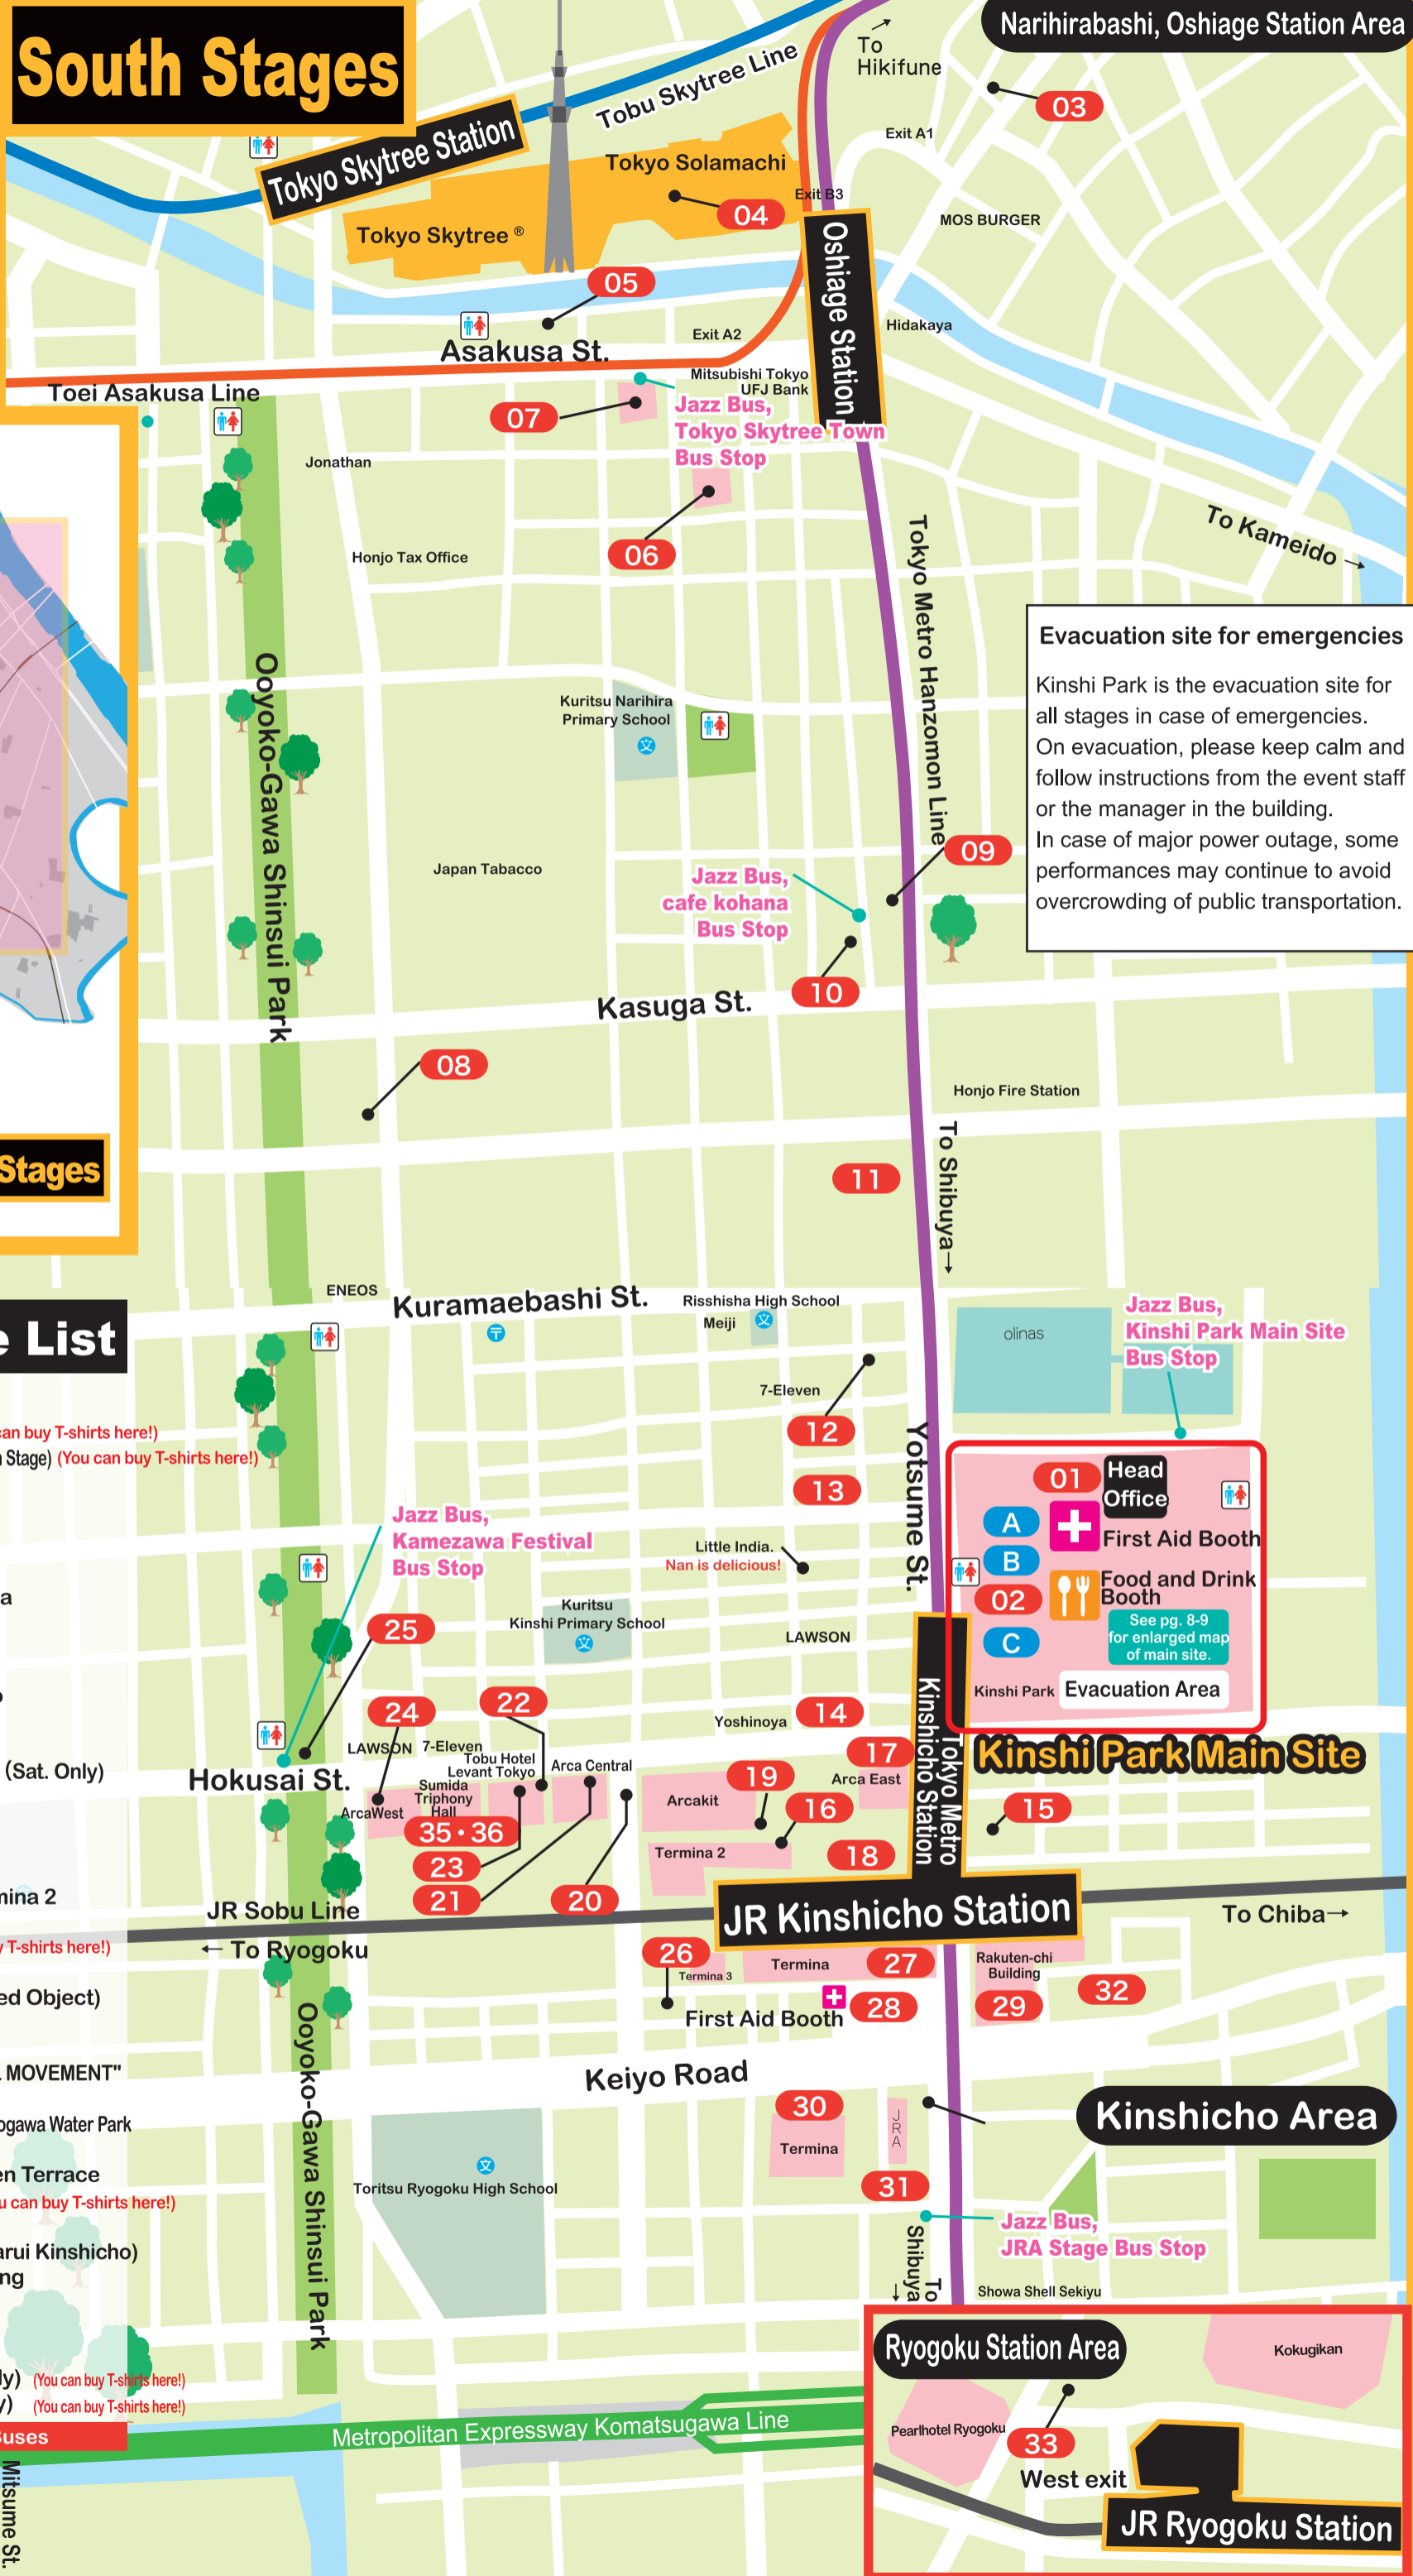 South Stages
Narihirabashi, Oshiage Station Area
To
Hikifune
Tobu Skytree Line
03
Exit A1
Tokyo Skytree Station
Tokyo Solamachi
Exit B3
04
MOS BURGER
Tokyo Skytree ®
Oshiage Station
05
Hidakaya
Exit A2
Asakusa St.
Mitsubishi Tokyo
UFJ Bank
Toei Asakusa Line
07
Jazz Bus,
Tokyo Skytree Town
Bus Stop
Jonathan
To Kameido →
Honjo Tax Office
06
Tokyo Metro Hanzomon Line
Evacuation site for emergencies
Kinshi Park is the evacuation site for
all stages in case of emergencies.
On evacuation, please keep calm and
follow instructions from the event staff
or the manager in the building.
In case of major power outage, some
performances may continue to avoid
overcrowding of public transportation.
Ooyoko-Gawa Shinsui Park
Kuritsu Narihira
Primary School
文
09
Japan Tabacco
Jazz Bus,
cafe kohana
Bus Stop
10
Kasuga St.
08
Honjo Fire Station
To Shibuya→
Stages
11
ENEOS
Kuramaebashi St.
〒
Risshisha High School
Meiji
文
olinas
Jazz Bus,
Kinshi Park Main Site
Bus Stop
e List
7-Eleven
12
can buy T-shirts here!)
Stage) (You can buy T-shirts here!)
Yotsume St.
01
Head
Office
13
A
First Aid Booth
B
Jazz Bus,
Kamezawa Festival
Bus Stop
Little India.
Nan is delicious!
02
Food and Drink
Booth
C
See pg. 8-9
for enlarged map
of main site.
a
Kuritsu
Kinshi Primary School
文
25
LAWSON
Kinshi Park
Evacuation Area
24
22
Yoshinoya
14
17
Kinshi Park Main Site
Tokyo Metro
Kinshicho Station
LAWSON
7-Eleven
Tobu Hotel
Levant Tokyo
Arca Central
(Sat. Only)
Hokusai St.
Sumida
Triphony
Hall
ArcaWest
Arcakit
19
Arca East
16
15
35・36
Termina 2
18
23
21
20
mina 2
JR Sobu Line
JR Kinshicho Station
To Chiba→
T-shirts here!)
← To Ryogoku
26
Termina 3
Termina
27
Rakuten-chi
Building
32
ed Object)
First Aid Booth
28
29
MOVEMENT"
Keiyo Road
ogawa Water Park
30
JRA
Kinshicho Area
Termina
en Terrace
Toritsu Ryogoku High School
文
31
u can buy T-shirts here!)
Ooyoko-Gawa Shinsui Park
Jazz Bus,
JRA Stage Bus Stop
arui Kinshicho)
ng
To
Shibuya
←
Showa Shell Sekiyu
Ryogoku Station Area
Kokugikan
ly) (You can buy T-shirts here!)
y) (You can buy T-shirts here!)
Buses
Metropolitan Expressway Komatsugawa Line
Pearlhotel Ryogoku
33
West exit
JR Ryogoku Station
Mitsume St.